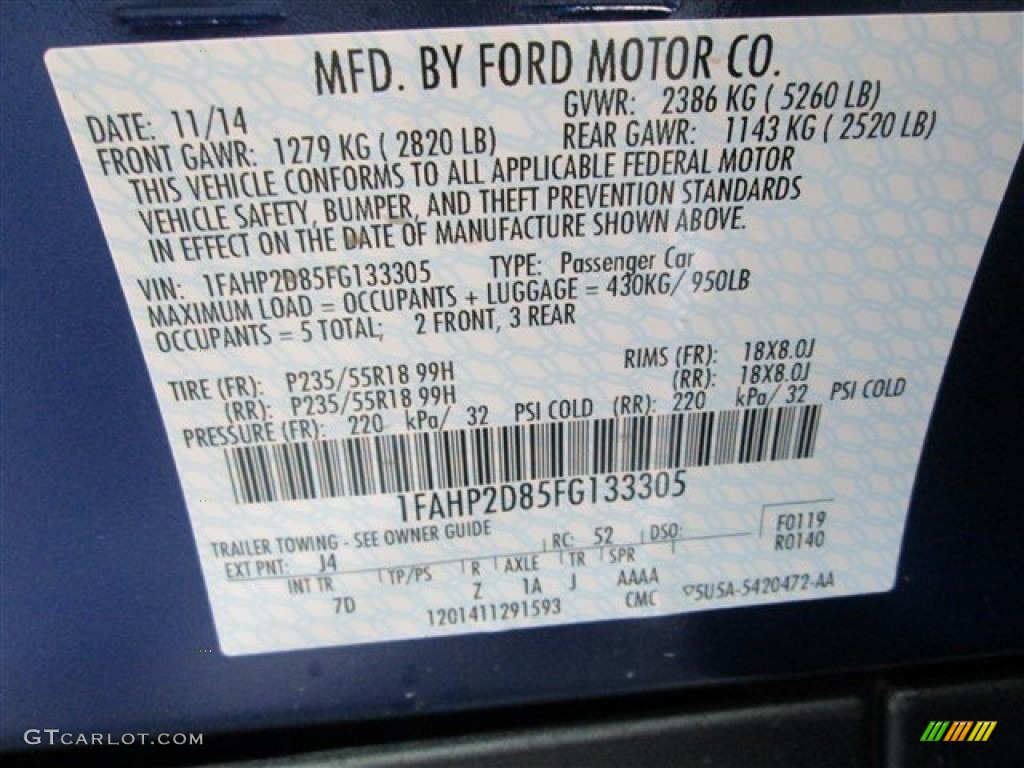 MFD. BY FORD MOTOR CO.
DATE: 11/14 GVWR: 2386 KG ( 5260 LB)
FRONT GAWR: 1279 KG ( 2820 LB) REAR GAWR: 1143 KG ( 2520 LB)
THIS VEHICLE CONFORMS TO ALL APPLICABLE FEDERAL MOTOR
VEHICLE SAFETY, BUMPER, AND THEFT PREVENTION STANDARDS
IN EFFECT ON THE DATE OF MANUFACTURE SHOWN ABOVE.
VIN: 1FAHP2D85FG133305 TYPE: Passenger Car
MAXIMUM LOAD = OCCUPANTS + LUGGAGE = 430KG/ 950LB
OCCUPANTS = 5 TOTAL; 2 FRONT, 3 REAR
TIRE (FR): P235/55R18 99H RIMS (FR): 18X8.0J
(RR): P235/55R18 99H (RR): 18X8.0J
PRESSURE (FR): 220 kPa/ 32 PSI COLD (RR): 220 kPa/ 32 PSI COLD
1FAHP2D85FG133305
TRAILER TOWING - SEE OWNER GUIDE
EXT PNT: J4 RC: 52 DSO: F0119
R0140
INT TR TP/PS R AXLE TR SPR
7D Z 1A J AAAA
1201411291593 CMC ▽5USA-5420472-AA
GTCARLOT.COM